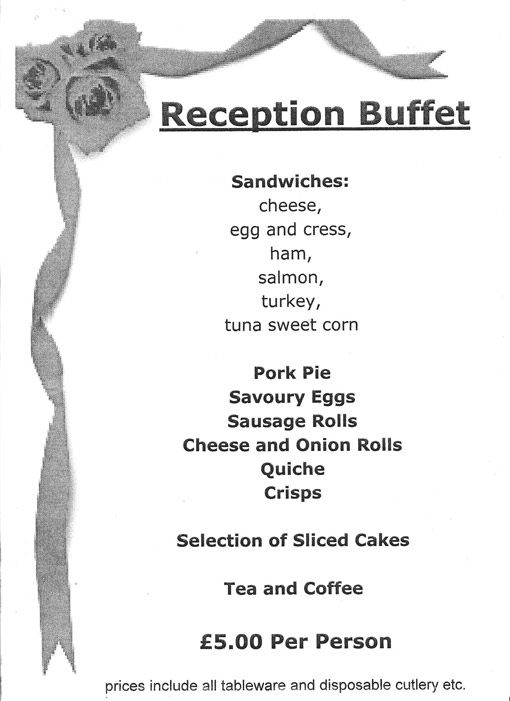 Reception Buffet
Sandwiches:
cheese,
egg and cress,
ham,
salmon,
turkey,
tuna sweet corn
Pork Pie
Savoury Eggs
Sausage Rolls
Cheese and Onion Rolls
Quiche
Crisps
Selection of Sliced Cakes
Tea and Coffee
£5.00 Per Person
prices include all tableware and disposable cutlery etc.